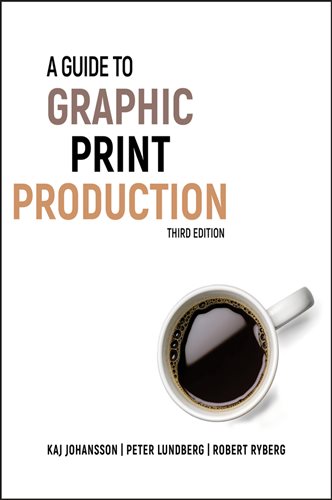 A GUIDE TO
GRAPHIC
PRINT
PRODUCTION
THIRD EDITION
KAJ JOHANSSON | PETER LUNDBERG | ROBERT RYBERG